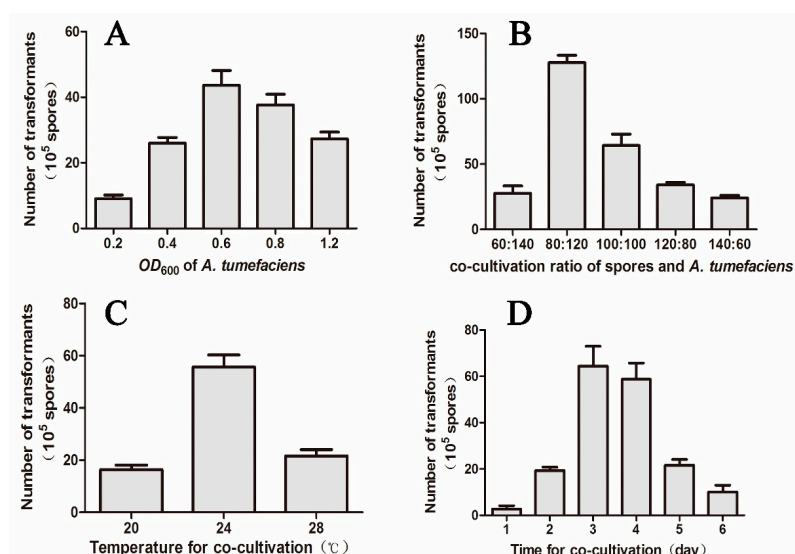 A
Number of transformants
（10⁵ spores）
60
40
20
0
0.2 0.4 0.6 0.8 1.2
OD₆₀₀ of A. tumefaciens
B
Number of transformants
（10⁵ spores）
150
100
50
0
60:140 80:120 100:100 120:80 140:60
co-cultivation ratio of spores and A. tumefaciens
C
Number of transformants
（10⁵ spores）
80
60
40
20
0
20 24 28
Temperature for co-cultivation（℃）
D
Number of transformants
（10⁵ spores）
80
60
40
20
0
1 2 3 4 5 6
Time for co-cultivation（day）